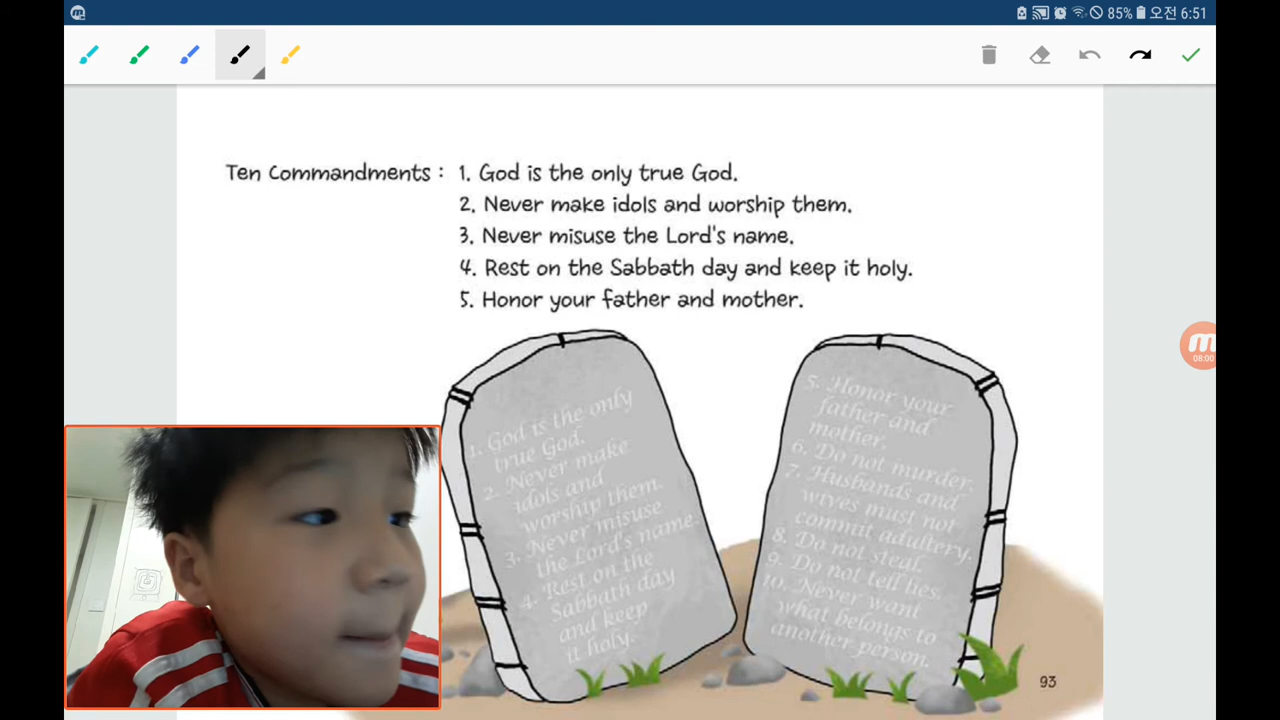 85% 오전 6:51
Ten Commandments : 1. God is the only true God.
2. Never make idols and worship them.
3. Never misuse the Lord's name.
4. Rest on the Sabbath day and keep it holy.
5. Honor your father and mother.
1. God is the only
true God.
2. Never make
idols and
worship them.
3. Never misuse
the Lord's name.
4. Rest on the
Sabbath day
and keep
it holy.
5. Honor your
father and
mother.
6. Do not murder.
7. Husbands and
wives must not
commit adultery.
8. Do not steal.
9. Do not tell lies.
10. Never want
what belongs to
another person.
93
m
08:00